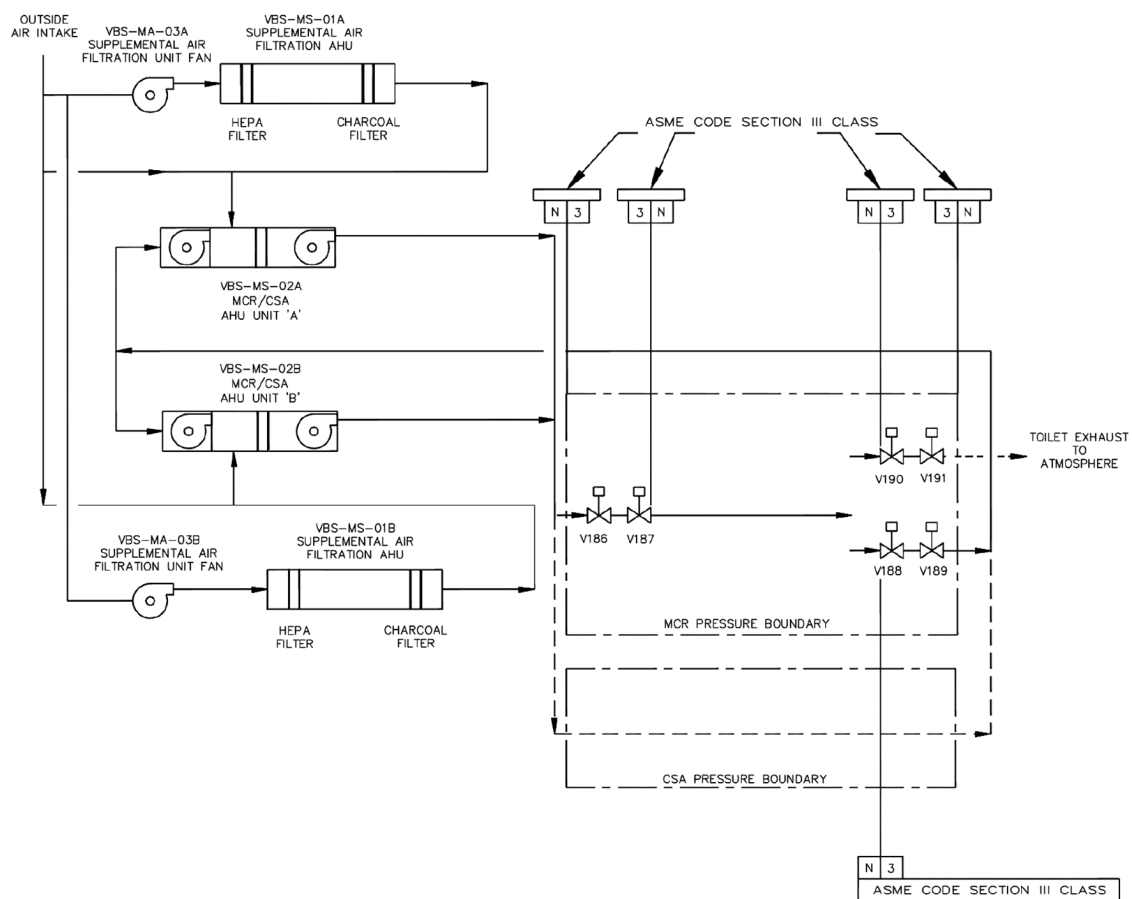 OUTSIDE
AIR INTAKE
VBS-MA-03A
SUPPLEMENTAL AIR
FILTRATION UNIT FAN
VBS-MS-01A
SUPPLEMENTAL AIR
FILTRATION AHU
HEPA
FILTER
CHARCOAL
FILTER
ASME CODE SECTION III CLASS
N 3
3 N
N 3
3 N
VBS-MS-02A
MCR/CSA
AHU UNIT 'A'
VBS-MS-02B
MCR/CSA
AHU UNIT 'B'
TOILET EXHAUST
TO
ATMOSPHERE
V190
V191
V186
V187
V188
V189
VBS-MA-03B
SUPPLEMENTAL AIR
FILTRATION UNIT FAN
VBS-MS-01B
SUPPLEMENTAL AIR
FILTRATION AHU
HEPA
FILTER
CHARCOAL
FILTER
MCR PRESSURE BOUNDARY
CSA PRESSURE BOUNDARY
N 3
ASME CODE SECTION III CLASS